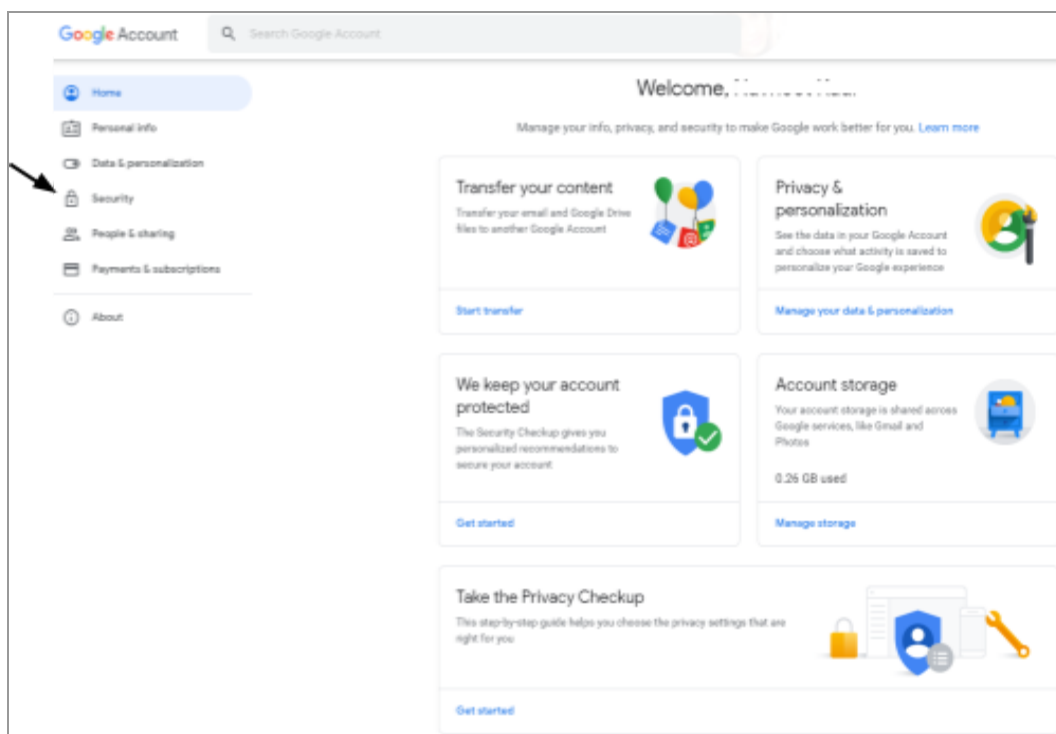 Google Account
Search Google Account
Home
Personal info
Data & personalization
Security
People & sharing
Payments & subscriptions
About
Welcome,
Manage your info, privacy, and security to make Google work better for you. Learn more
Transfer your content
Transfer your email and Google Drive
files to another Google Account
Start transfer
Privacy &
personalization
See the data in your Google Account
and choose what activity is saved to
personalize your Google experience
Manage your data & personalization
We keep your account
protected
The Security Checkup gives you
personalized recommendations to
secure your account
Get started
Account storage
Your account storage is shared across
Google services, like Gmail and
Photos
0.26 GB used
Manage storage
Take the Privacy Checkup
This step-by-step guide helps you choose the privacy settings that are
right for you
Get started